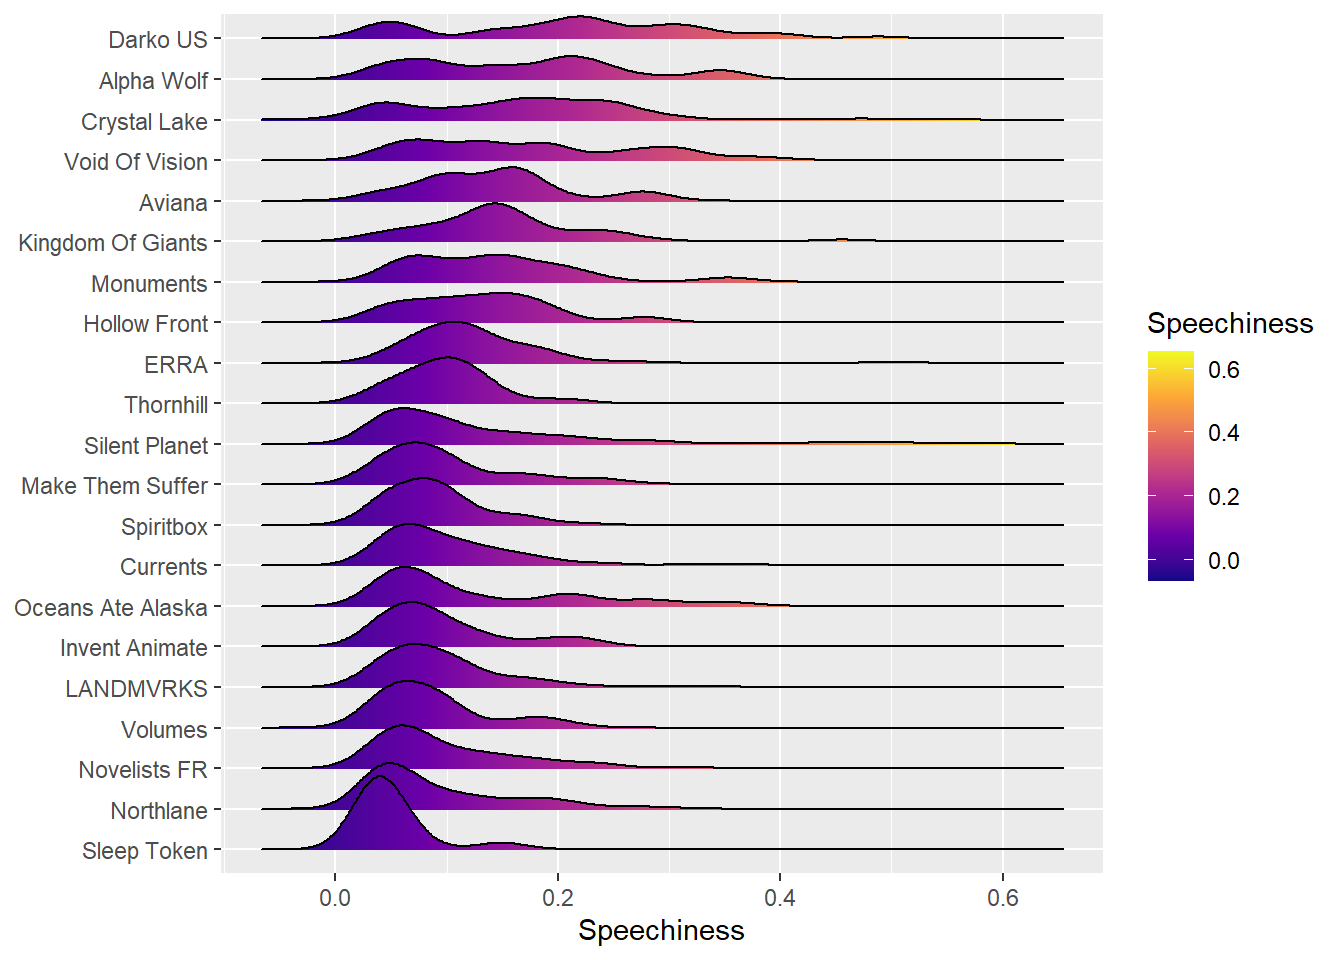 Darko US
Alpha Wolf
Crystal Lake
Void Of Vision
Aviana
Kingdom Of Giants
Monuments
Hollow Front
ERRA
Thornhill
Silent Planet
Make Them Suffer
Spiritbox
Currents
Oceans Ate Alaska
Invent Animate
LANDMVRKS
Volumes
Novelists FR
Northlane
Sleep Token
0.0 0.2 0.4 0.6
Speechiness
Speechiness
0.6
0.4
0.2
0.0